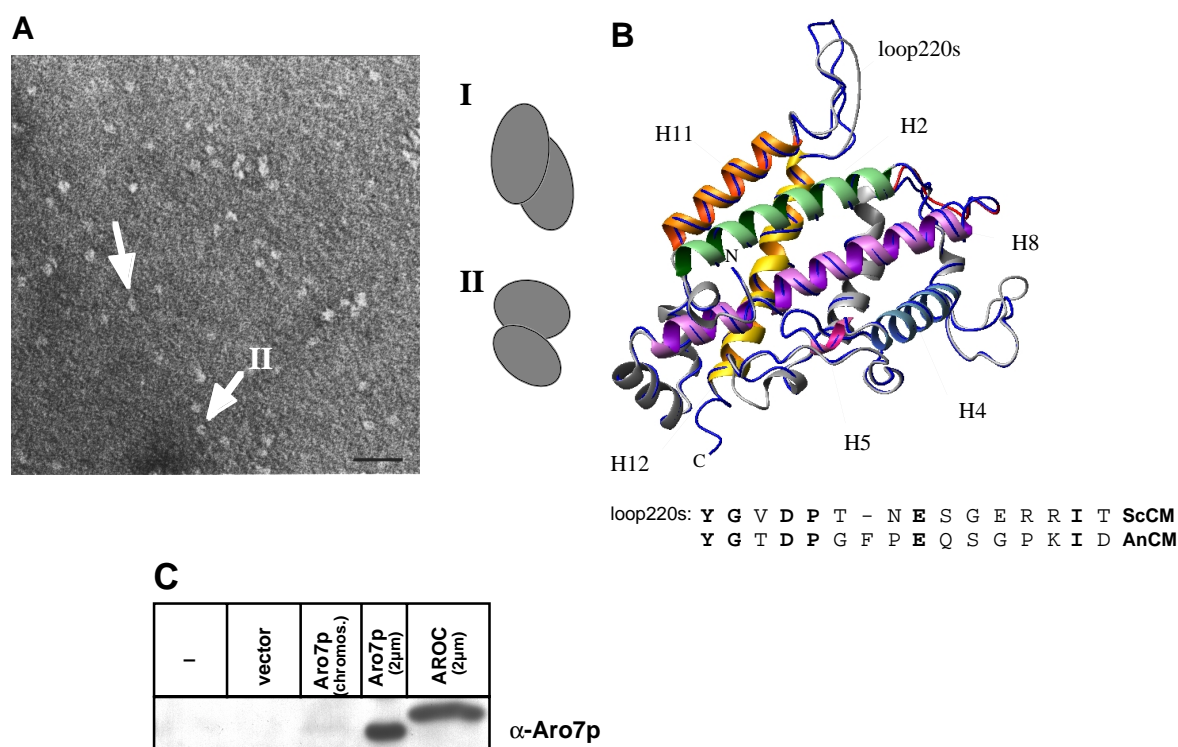 A
B
I
II
II
loop220s
H11
H2
N
H8
H4
H5
H12
C
loop220s: Y G V D P T - N E S G E R R I T ScCM
Y G T D P G F P E Q S G P K I D AnCM
C
–
vector
Aro7p (chromos.)
Aro7p (2µm)
AROC (2µm)
α-Aro7p